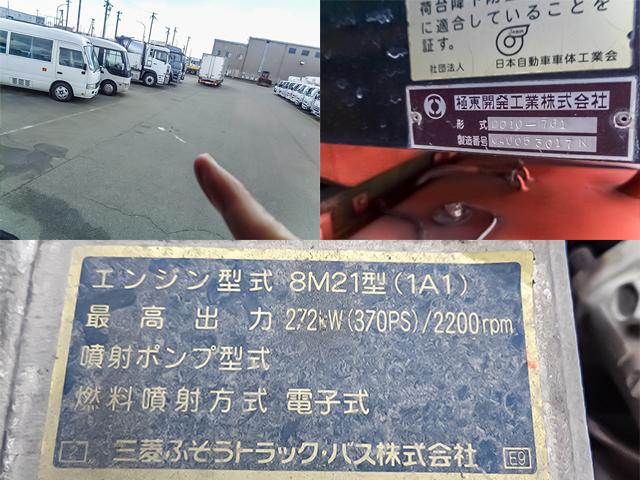 荷台降下防止
に適合していることを
証す。
社団法人 日本自動車車体工業会
極東開発工業株式会社
形式
製造番号
エンジン型式 8M21型(1A1)
最高出力 272kW(370PS)/2200rpm
噴射ポンプ型式
燃料噴射方式 電子式
三菱ふそうトラック・バス株式会社 E9